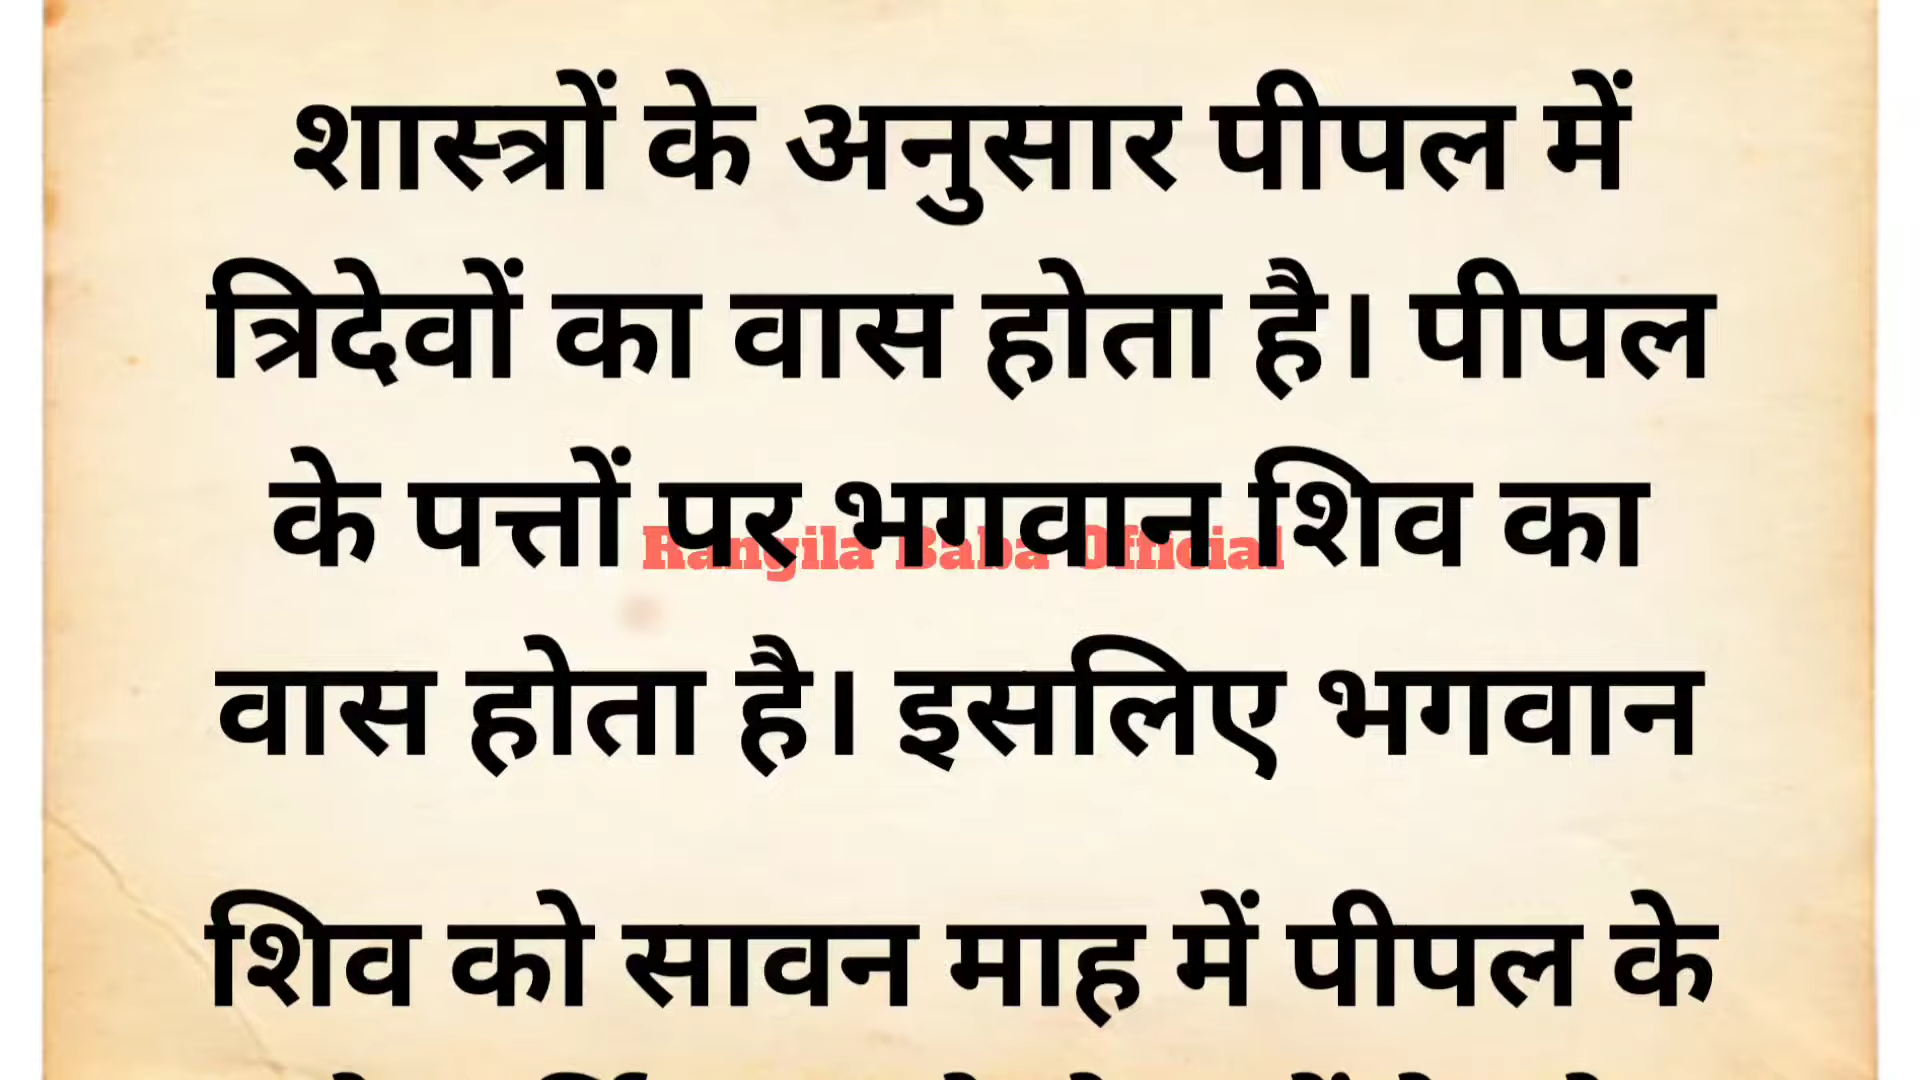 शास्त्रों के अनुसार पीपल में
त्रिदेवों का वास होता है। पीपल
के पत्तों पर भगवान शिव का
Rangila Baba Official
वास होता है। इसलिए भगवान
शिव को सावन माह में पीपल के